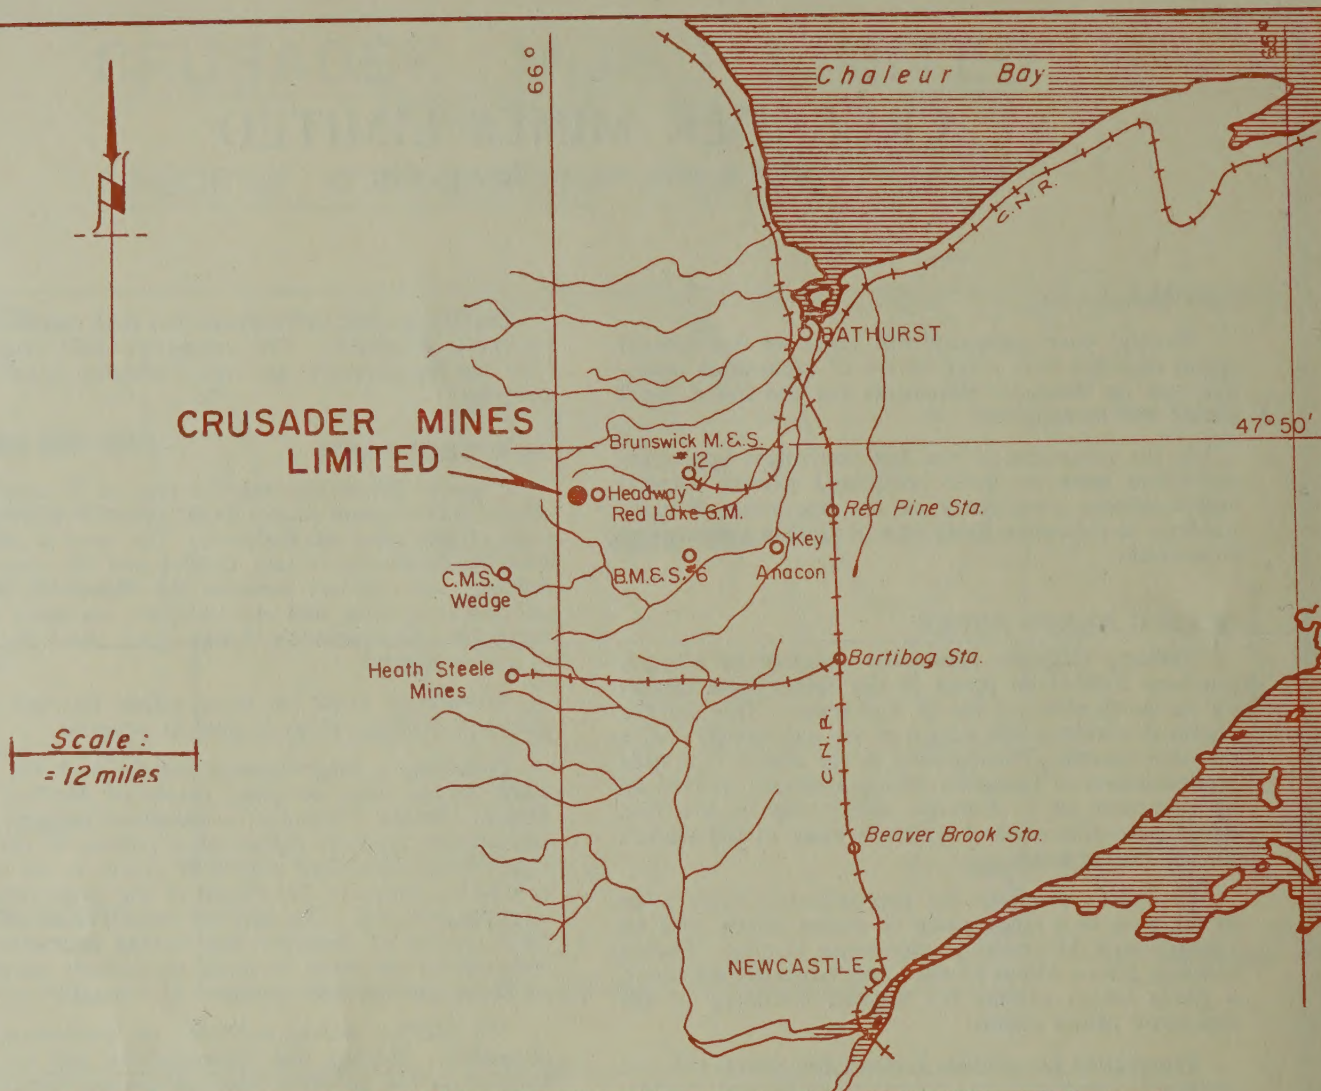 66°
65°
Chaleur Bay
C.N.R.
N
BATHURST
CRUSADER MINES
LIMITED
47°50'
Brunswick M.&S.
#12
Headway
Red Lake G.M.
Red Pine Sta.
Key
Anacon
C.M.S.
Wedge
B.M.&S.#6
Heath Steele
Mines
Bartibog Sta.
C.N.R.
Scale:
= 12 miles
Beaver Brook Sta.
NEWCASTLE